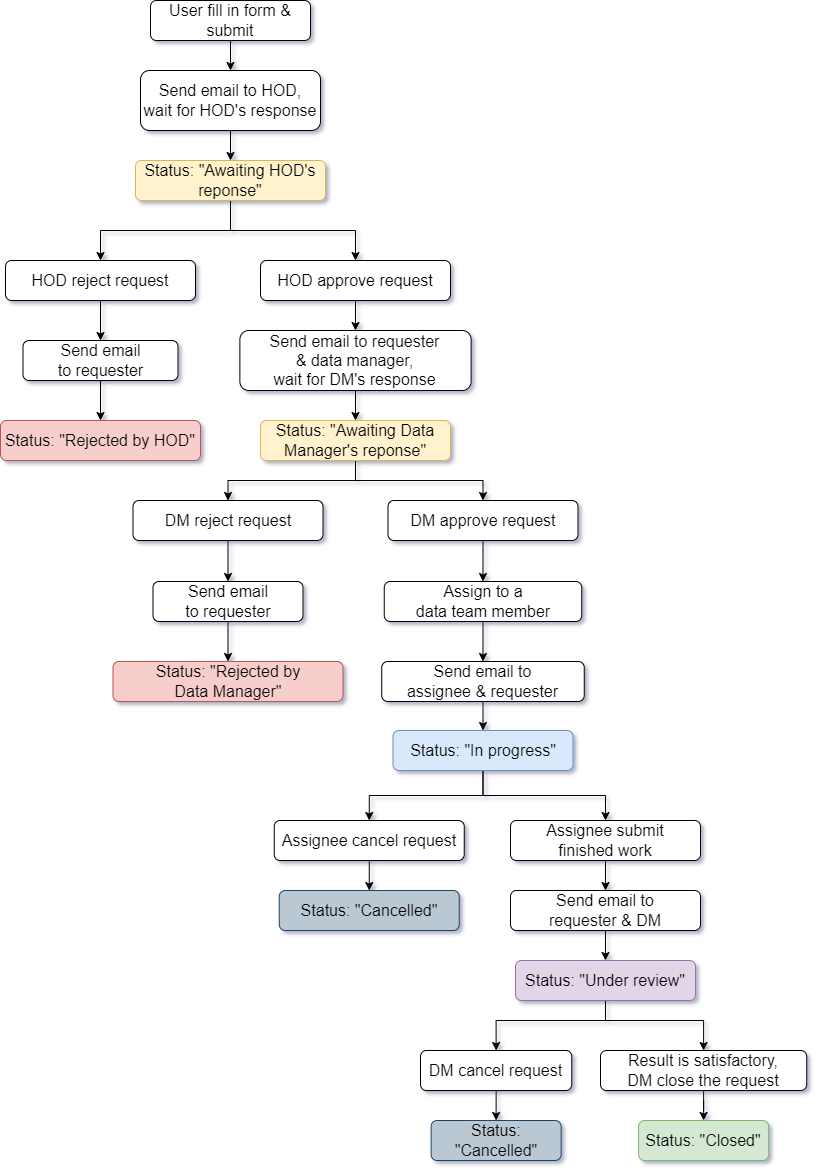 User fill in form &
submit
Send email to HOD,
wait for HOD's response
Status: "Awaiting HOD's
reponse"
HOD reject request
HOD approve request
Send email
to requester
Send email to requester
& data manager,
wait for DM's response
Status: "Rejected by HOD"
Status: "Awaiting Data
Manager's reponse"
DM reject request
DM approve request
Send email
to requester
Assign to a
data team member
Status: "Rejected by
Data Manager"
Send email to
assignee & requester
Status: "In progress"
Assignee cancel request
Assignee submit
finished work
Status: "Cancelled"
Send email to
requester & DM
Status: "Under review"
DM cancel request
Result is satisfactory,
DM close the request
Status:
"Cancelled"
Status: "Closed"